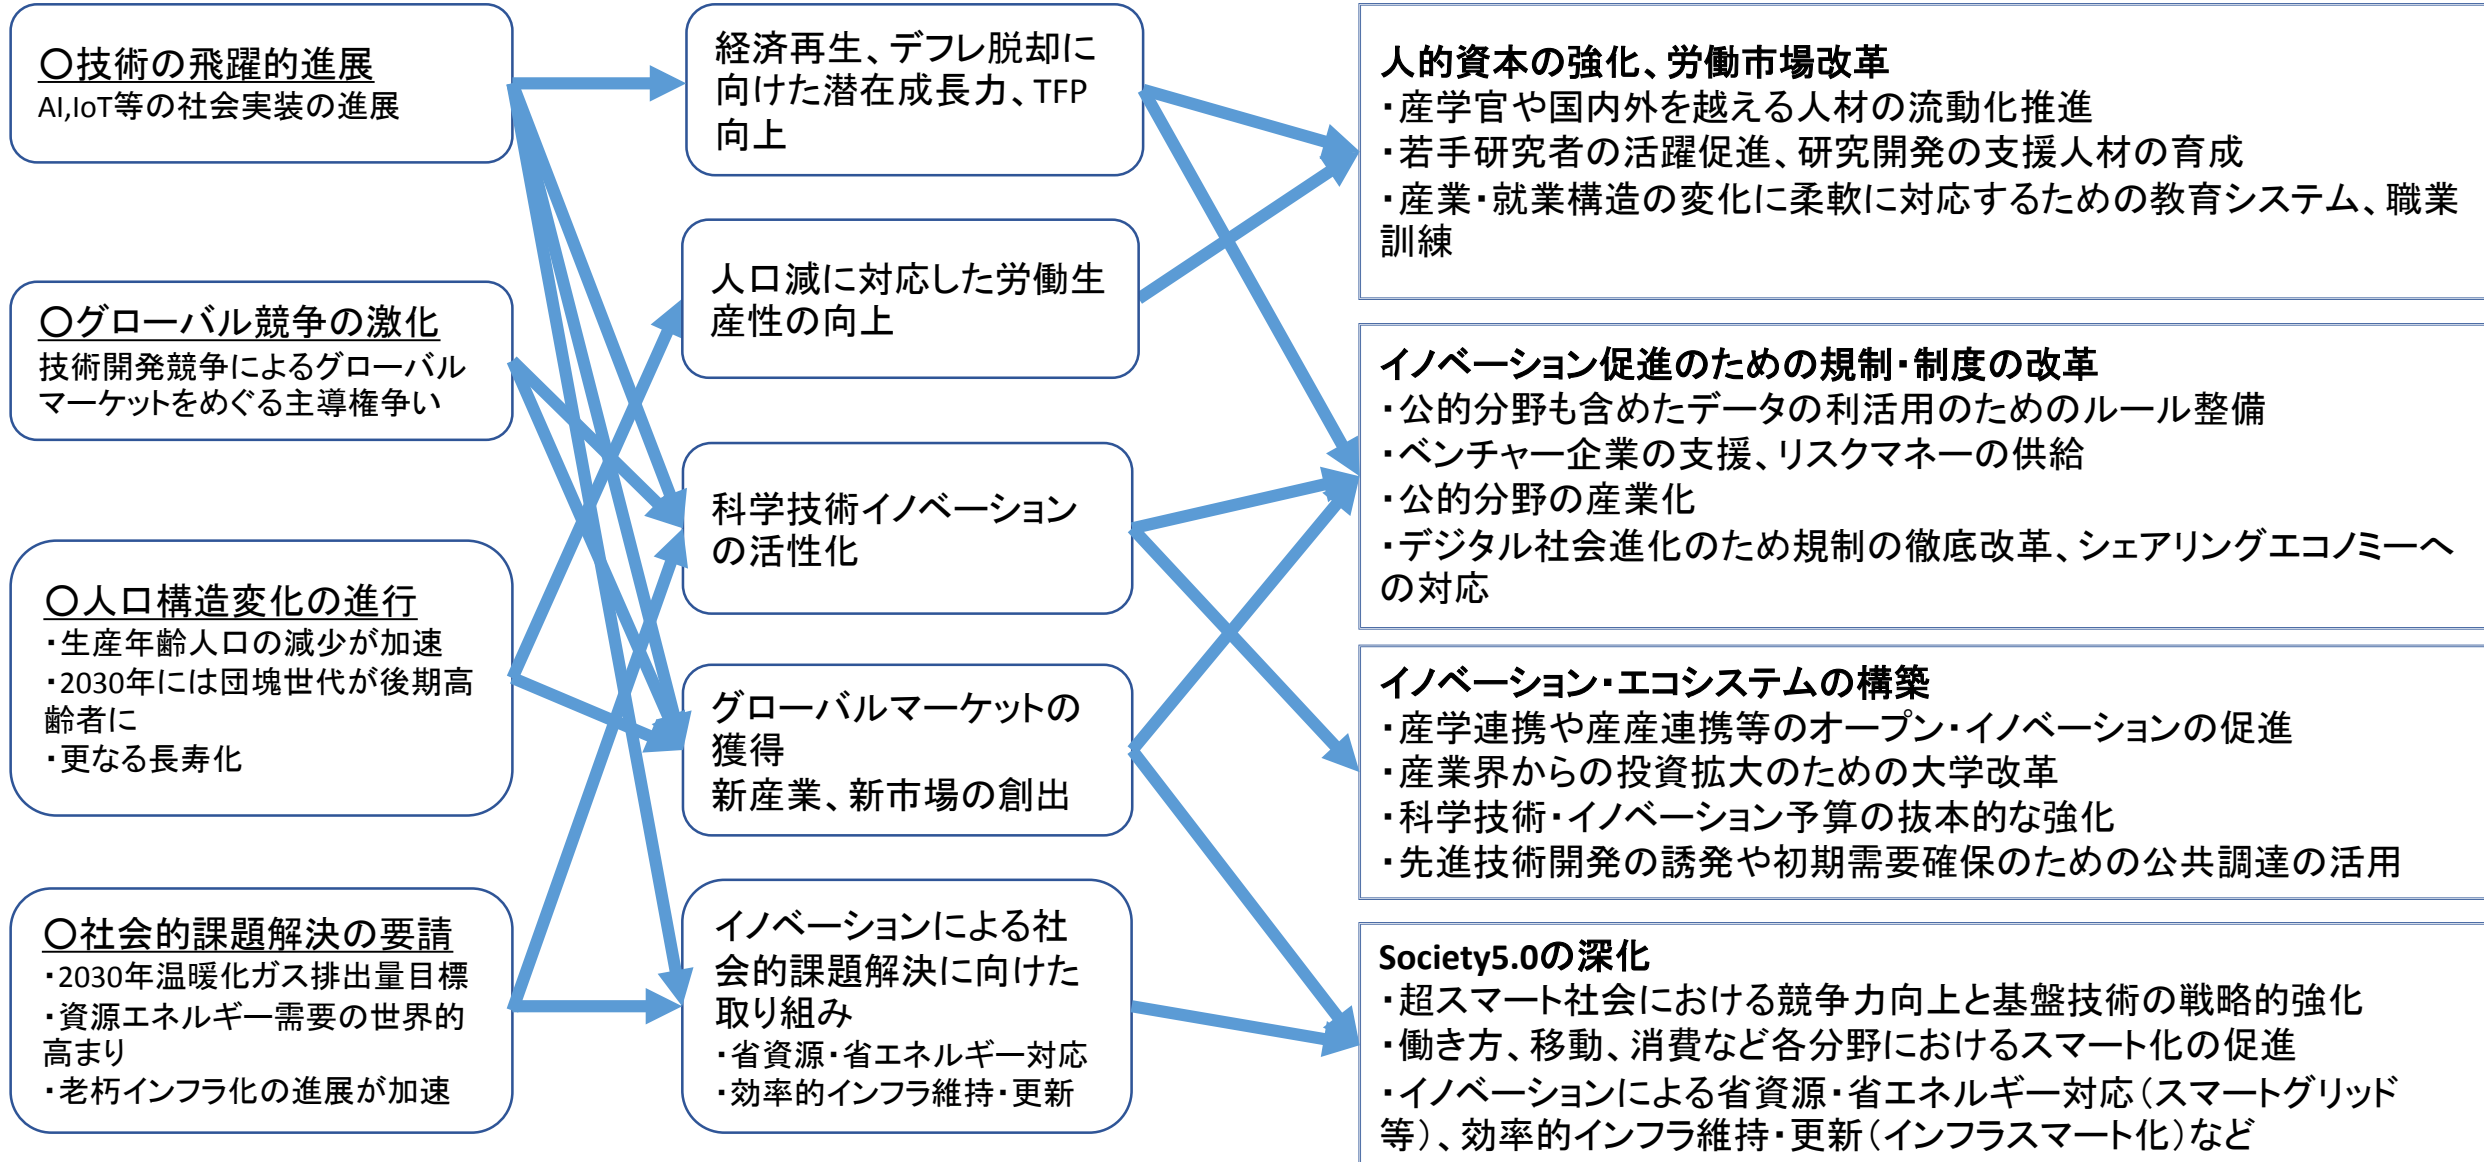 〇技術の飛躍的進展
AI,IoT等の社会実装の進展
〇グローバル競争の激化
技術開発競争によるグローバル
マーケットをめぐる主導権争い
〇人口構造変化の進行
・生産年齢人口の減少が加速
・2030年には団塊世代が後期高
齢者に
・更なる長寿化
〇社会的課題解決の要請
・2030年温暖化ガス排出量目標
・資源エネルギー需要の世界的
高まり
・老朽インフラ化の進展が加速
経済再生、デフレ脱却に
向けた潜在成長力、TFP
向上
人口減に対応した労働生
産性の向上
科学技術イノベーション
の活性化
グローバルマーケットの
獲得
新産業、新市場の創出
イノベーションによる社
会的課題解決に向けた
取り組み
・省資源・省エネルギー対応
・効率的インフラ維持・更新
人的資本の強化、労働市場改革
・産学官や国内外を越える人材の流動化推進
・若手研究者の活躍促進、研究開発の支援人材の育成
・産業・就業構造の変化に柔軟に対応するための教育システム、職業
訓練
イノベーション促進のための規制・制度の改革
・公的分野も含めたデータの利活用のためのルール整備
・ベンチャー企業の支援、リスクマネーの供給
・公的分野の産業化
・デジタル社会進化のため規制の徹底改革、シェアリングエコノミーへ
の対応
イノベーション・エコシステムの構築
・産学連携や産産連携等のオープン・イノベーションの促進
・産業界からの投資拡大のための大学改革
・科学技術・イノベーション予算の抜本的な強化
・先進技術開発の誘発や初期需要確保のための公共調達の活用
Society5.0の深化
・超スマート社会における競争力向上と基盤技術の戦略的強化
・働き方、移動、消費など各分野におけるスマート化の促進
・イノベーションによる省資源・省エネルギー対応（スマートグリッド
等）、効率的インフラ維持・更新（インフラスマート化）など